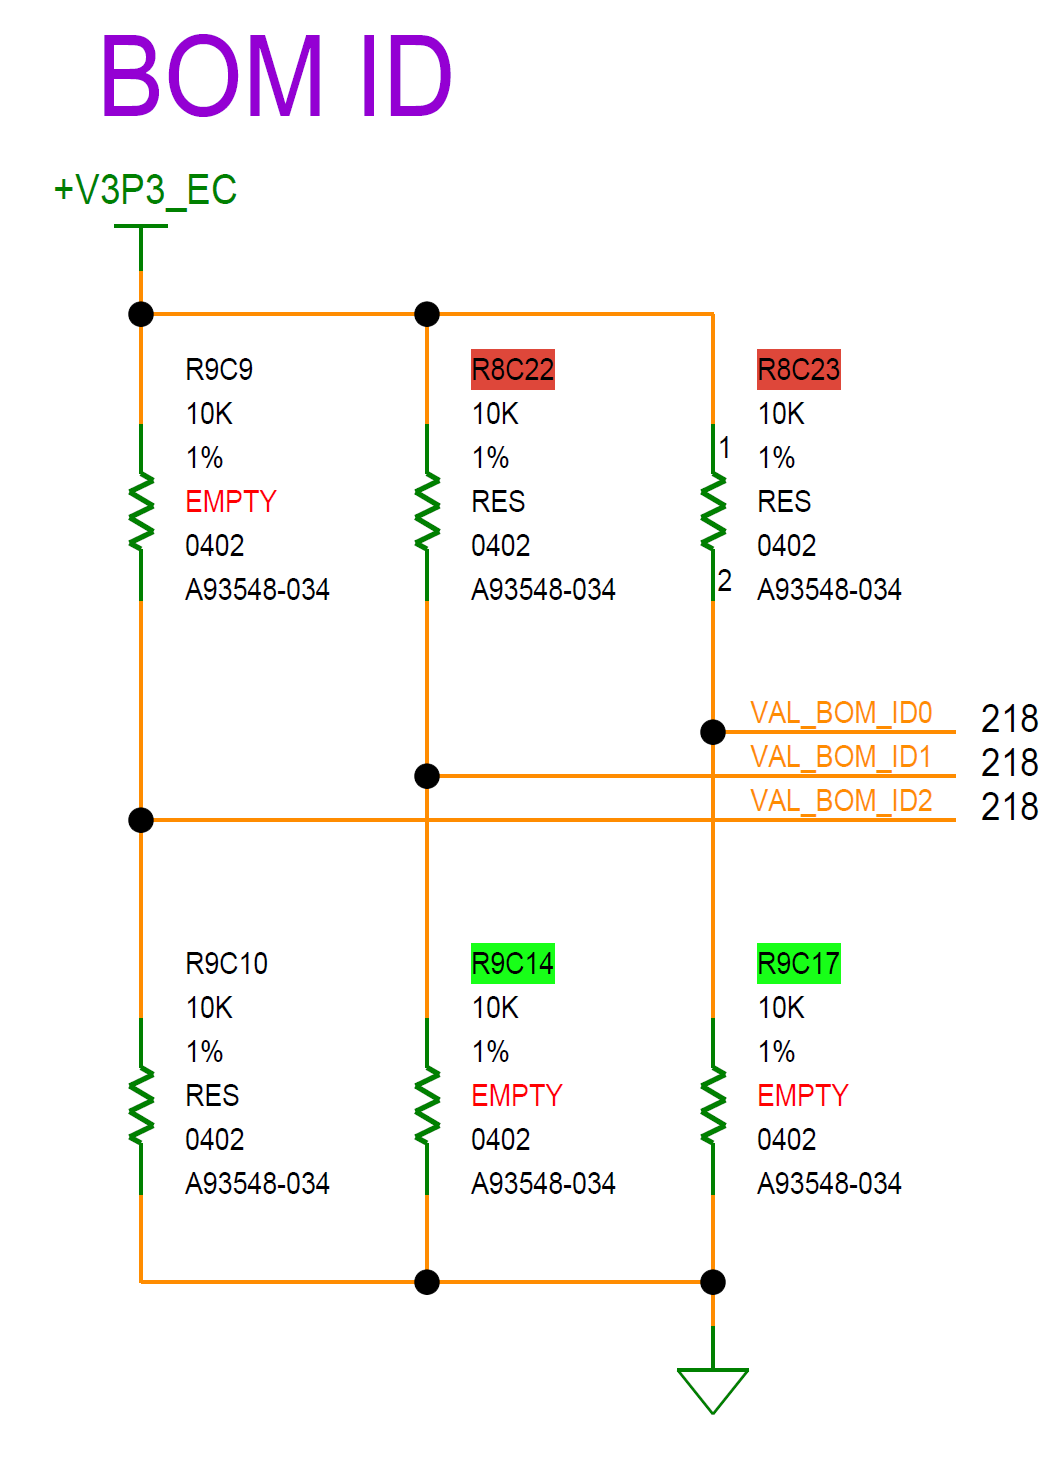 BOM ID
+V3P3_EC
R9C9
10K
1%
EMPTY
0402
A93548-034
R8C22
10K
1%
RES
0402
A93548-034
R8C23
10K
1
1%
RES
0402
2
A93548-034
VAL_BOM_ID0 218
VAL_BOM_ID1 218
VAL_BOM_ID2 218
R9C10
10K
1%
RES
0402
A93548-034
R9C14
10K
1%
EMPTY
0402
A93548-034
R9C17
10K
1%
EMPTY
0402
A93548-034